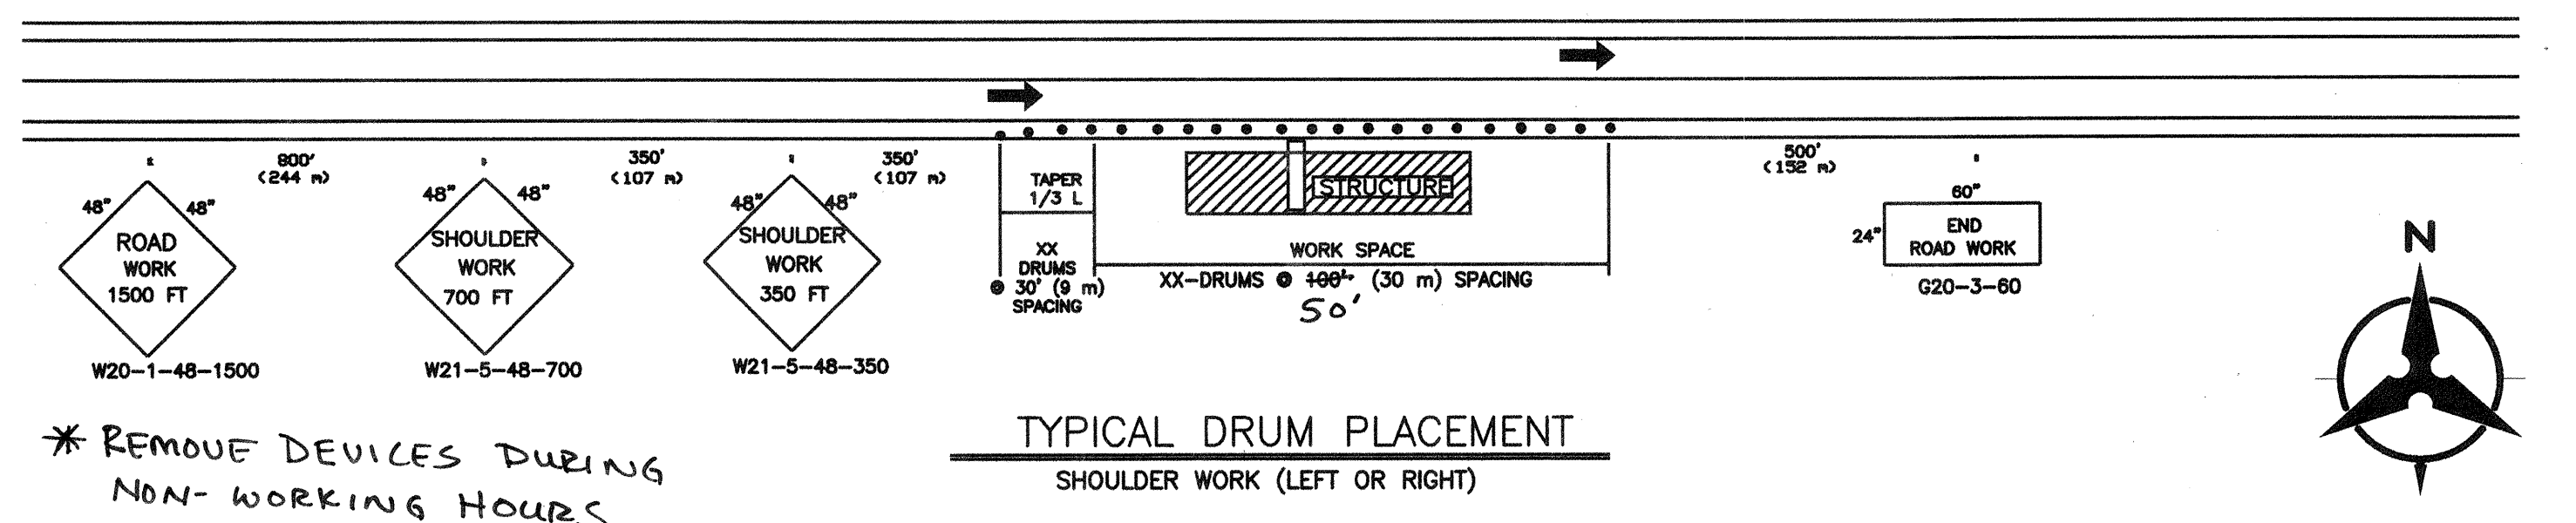 800'
(244 m)
350'
(107 m)
350'
(107 m)
500'
(152 m)
48" 48"
ROAD
WORK
1500 FT
W20-1-48-1500
48" 48"
SHOULDER
WORK
700 FT
W21-5-48-700
48" 48"
SHOULDER
WORK
350 FT
W21-5-48-350
TAPER
1/3 L
XX
DRUMS
@ 30' (9 m)
SPACING
STRUCTURE
WORK SPACE
XX-DRUMS @ 100' (30 m) SPACING
50'
60"
24"
END
ROAD WORK
G20-3-60
N
* REMOVE DEVICES DURING
NON-WORKING HOURS
TYPICAL DRUM PLACEMENT
SHOULDER WORK (LEFT OR RIGHT)